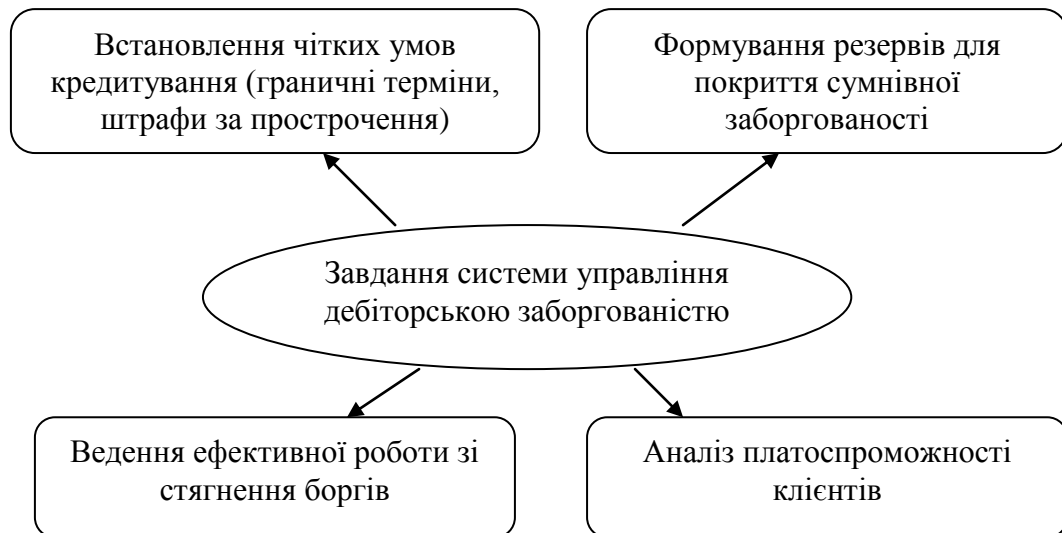 Встановлення чітких умов
кредитування (граничні терміни,
штрафи за прострочення)
Формування резервів для
покриття сумнівної
заборгованості
Завдання системи управління
дебіторською заборгованістю
Ведення ефективної роботи зі
стягнення боргів
Аналіз платоспроможності
клієнтів